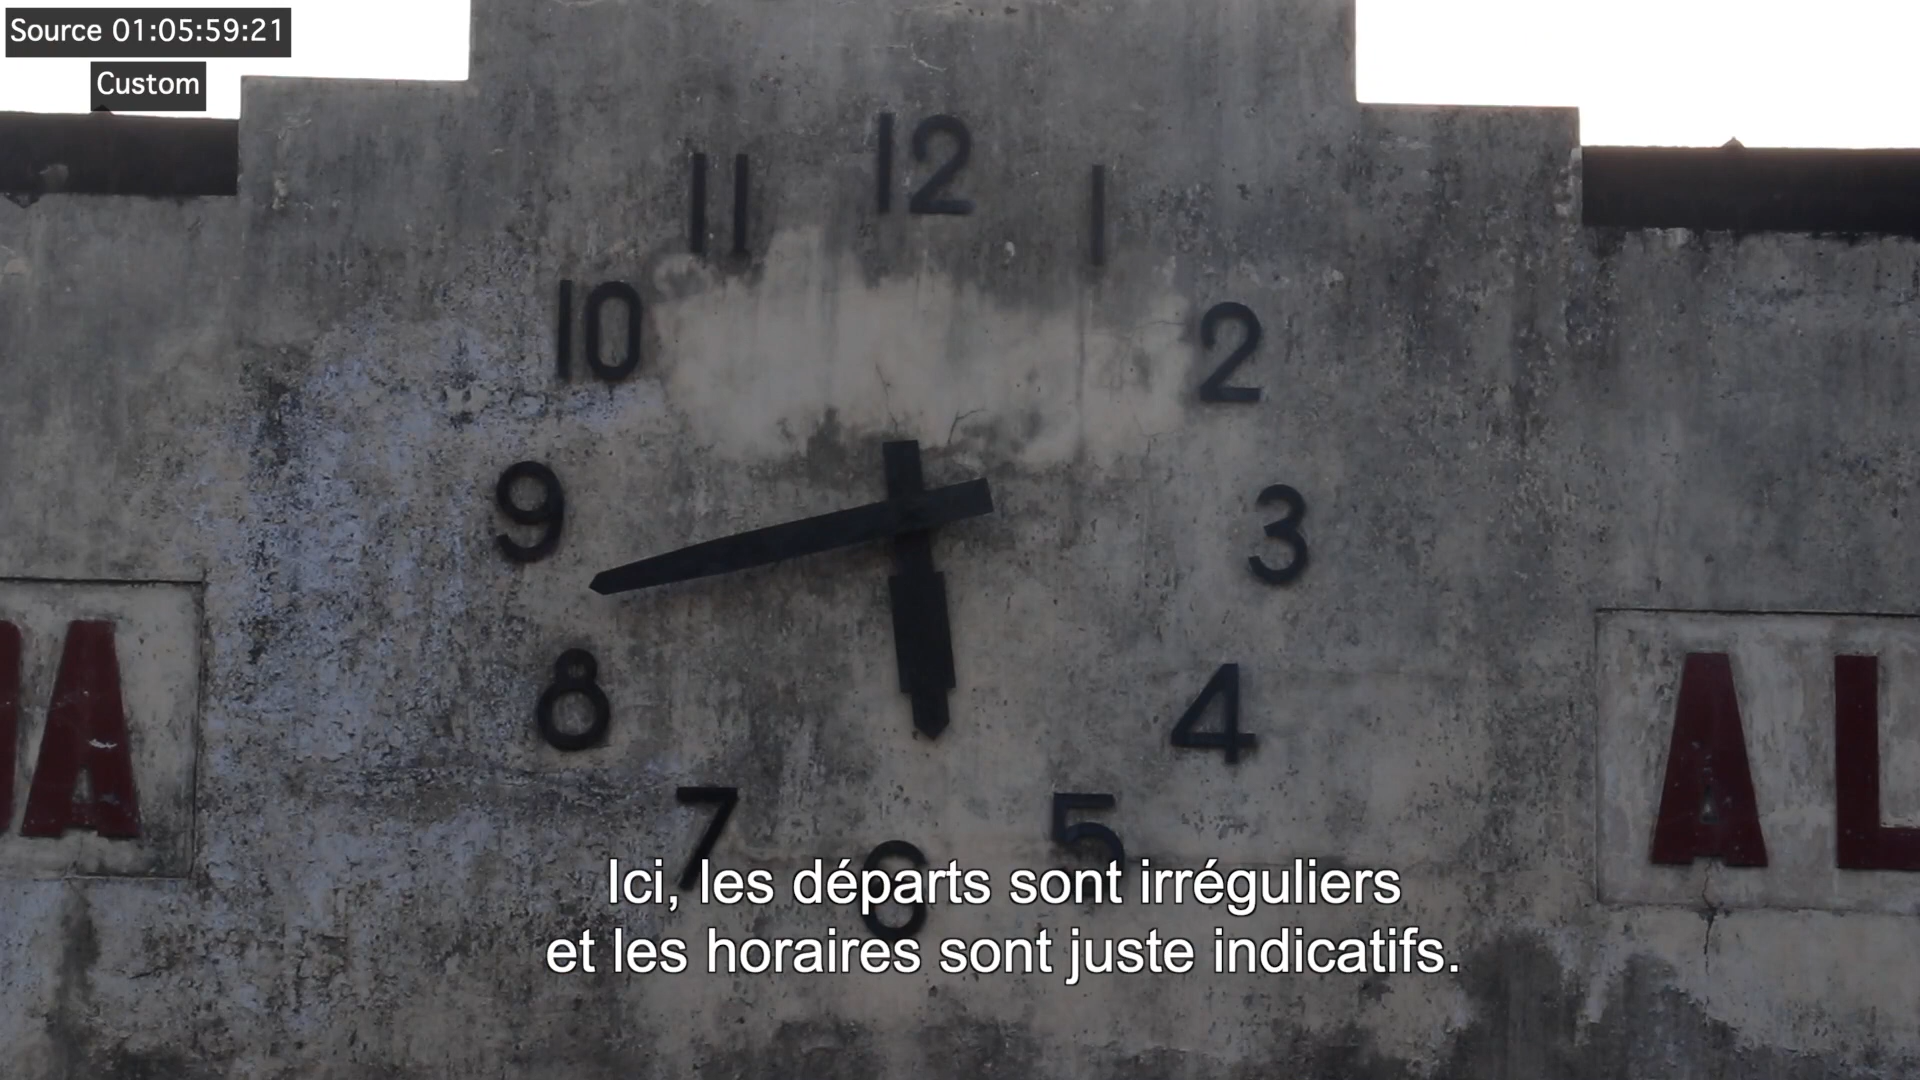 Source 01:05:59:21
Custom
12
11
1
10
2
9
3
8
4
7
5
6
A
AL
Ici, les départs sont irréguliers
et les horaires sont juste indicatifs.